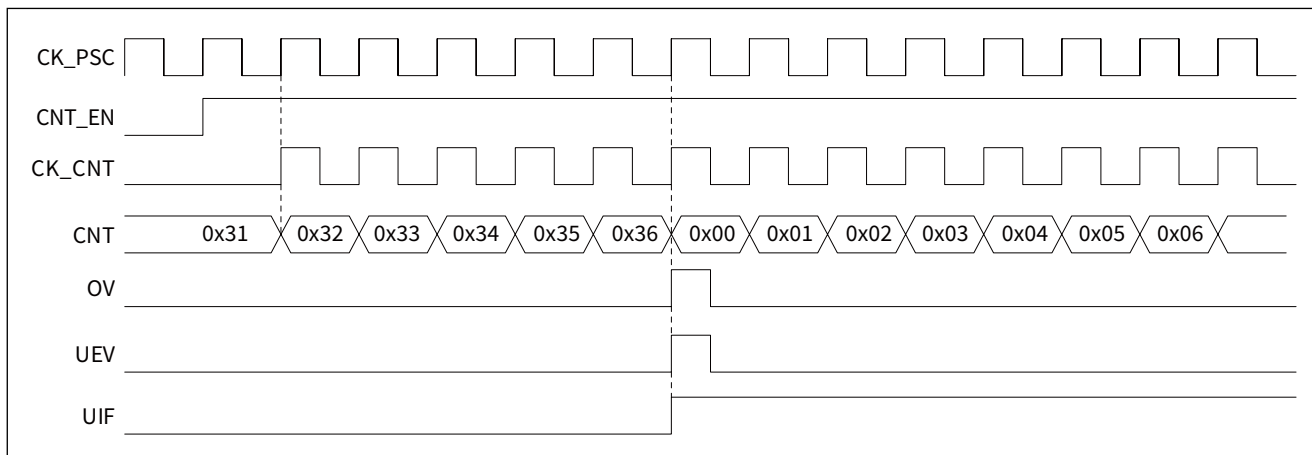 CK_PSC
CNT_EN
CK_CNT
CNT 0x31 0x32 0x33 0x34 0x35 0x36 0x00 0x01 0x02 0x03 0x04 0x05 0x06
OV
UEV
UIF